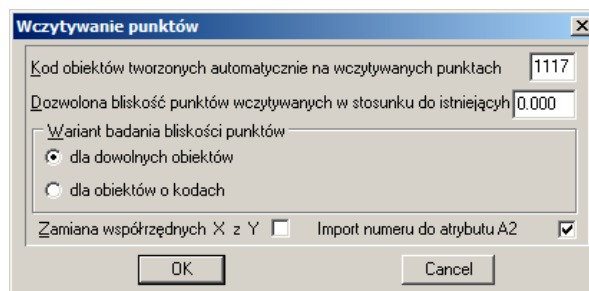 Wczytywanie punktów
Kod obiektów tworzonych automatycznie na wczytywanych punktach 1117
Dozwolona bliskość punktów wczytywanych w stosunku do istniejącyh 0.000
Wariant badania bliskości punktów
dla dowolnych obiektów
dla obiektów o kodach
Zamiana współrzędnych X z Y Import numeru do atrybutu A2
OK Cancel